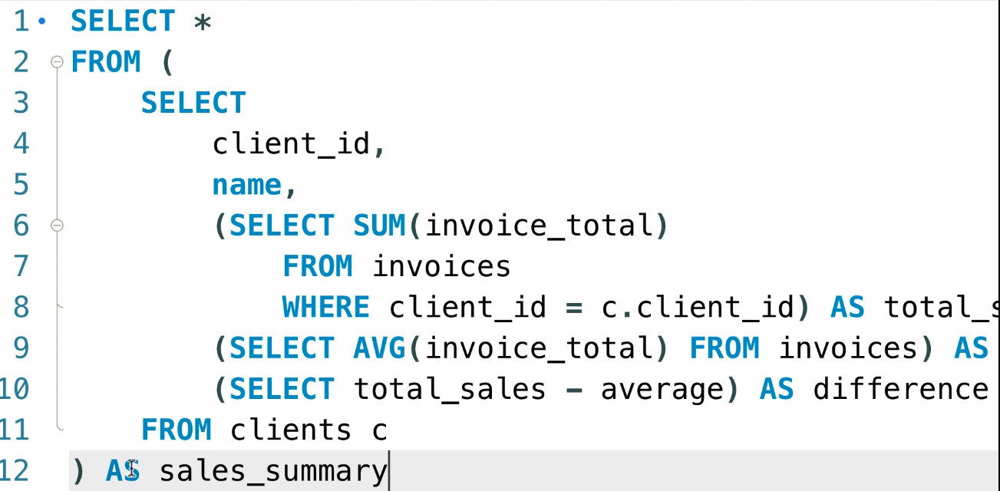 1 SELECT *
2 FROM (
3 SELECT
4 client_id,
5 name,
6 (SELECT SUM(invoice_total)
7 FROM invoices
8 WHERE client_id = c.client_id) AS total_s
9 (SELECT AVG(invoice_total) FROM invoices) AS
10 (SELECT total_sales - average) AS difference
11 FROM clients c
12 ) AS sales_summary